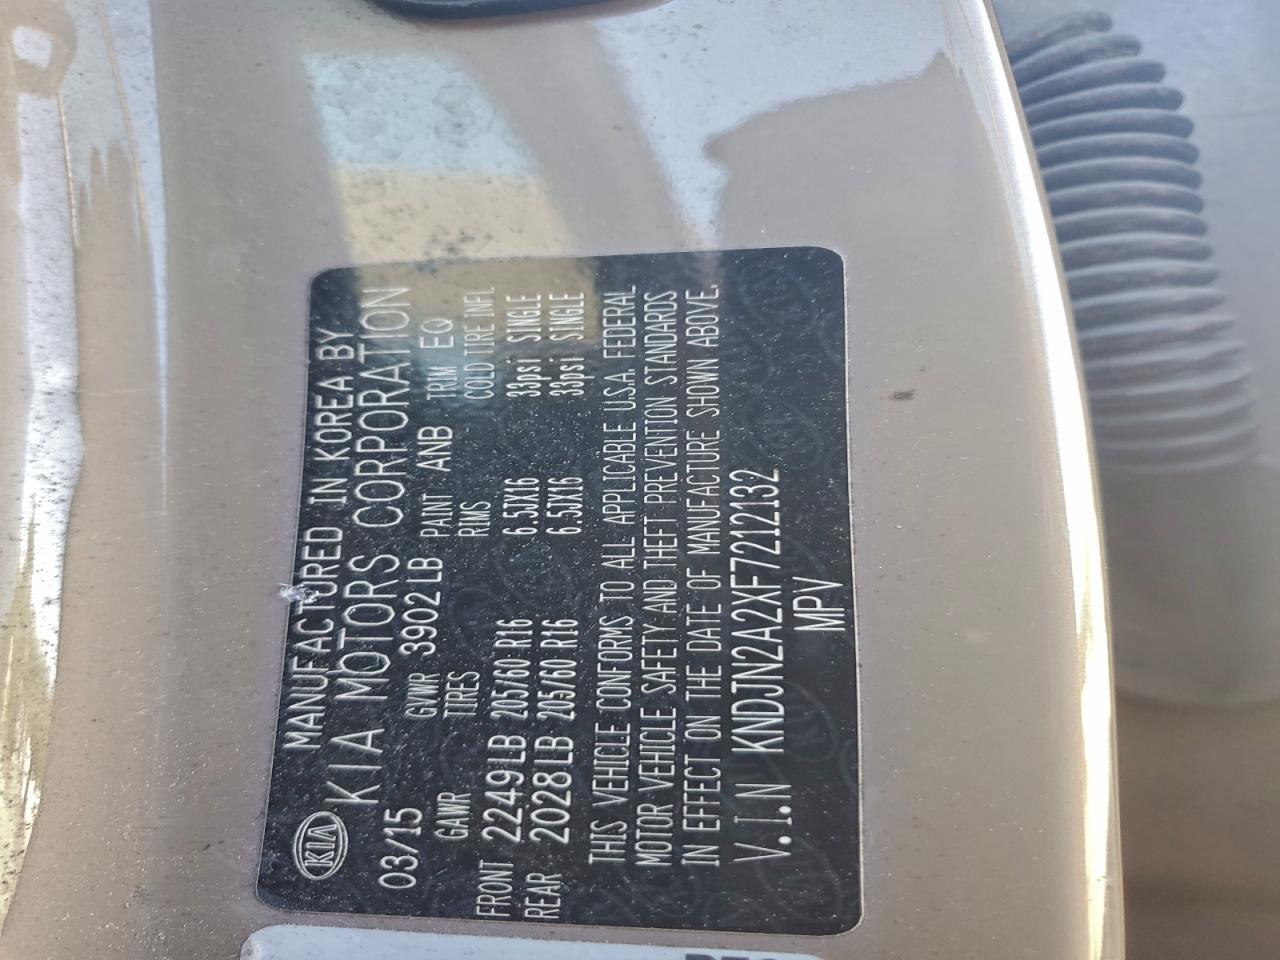 KIA MANUFACTURED IN KOREA BY
KIA MOTORS CORPORATION
03/15 GVWR 3902LB PAINT ANB TRIM EQ
GAWR TIRES RIMS COLD TIRE INFL
FRONT 2249LB 205/60 R16 6.5JX16 33psi SINGLE
REAR 2028LB 205/60 R16 6.5JX16 33psi SINGLE
THIS VEHICLE CONFORMS TO ALL APPLICABLE U.S.A. FEDERAL
MOTOR VEHICLE SAFETY AND THEFT PREVENTION STANDARDS
IN EFFECT ON THE DATE OF MANUFACTURE SHOWN ABOVE.
V.I.N KNDJN2A2XF7212132
MPV